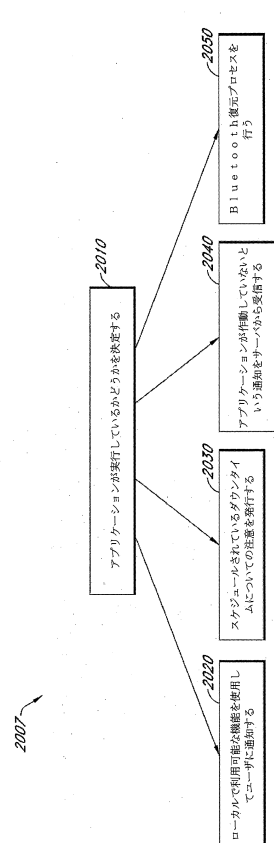 2007
2010
アプリケーションが実行しているかどうかを決定する
2020
ローカルで利用可能な機能を使用し
てユーザに通知する
2030
スケジュールされているダウンタイ
ムについての注意を発行する
2040
アプリケーションが作動していないと
いう通知をサーバから受信する
2050
Bluetooth復元プロセスを
行う